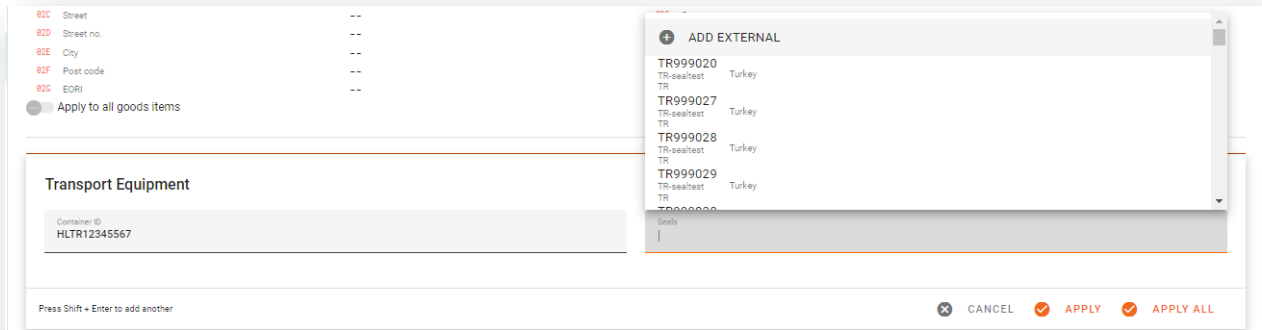 02C Street --
02D Street no. --
02E City --
02F Post code --
02G EORI --
Apply to all goods items
ADD EXTERNAL
TR999020
TR-sealtest Turkey
TR
TR999027
TR-sealtest Turkey
TR
TR999028
TR-sealtest Turkey
TR
TR999029
TR-sealtest Turkey
TR
Transport Equipment
Container ID
HLTR12345567
Seals
Press Shift + Enter to add another
CANCEL APPLY APPLY ALL